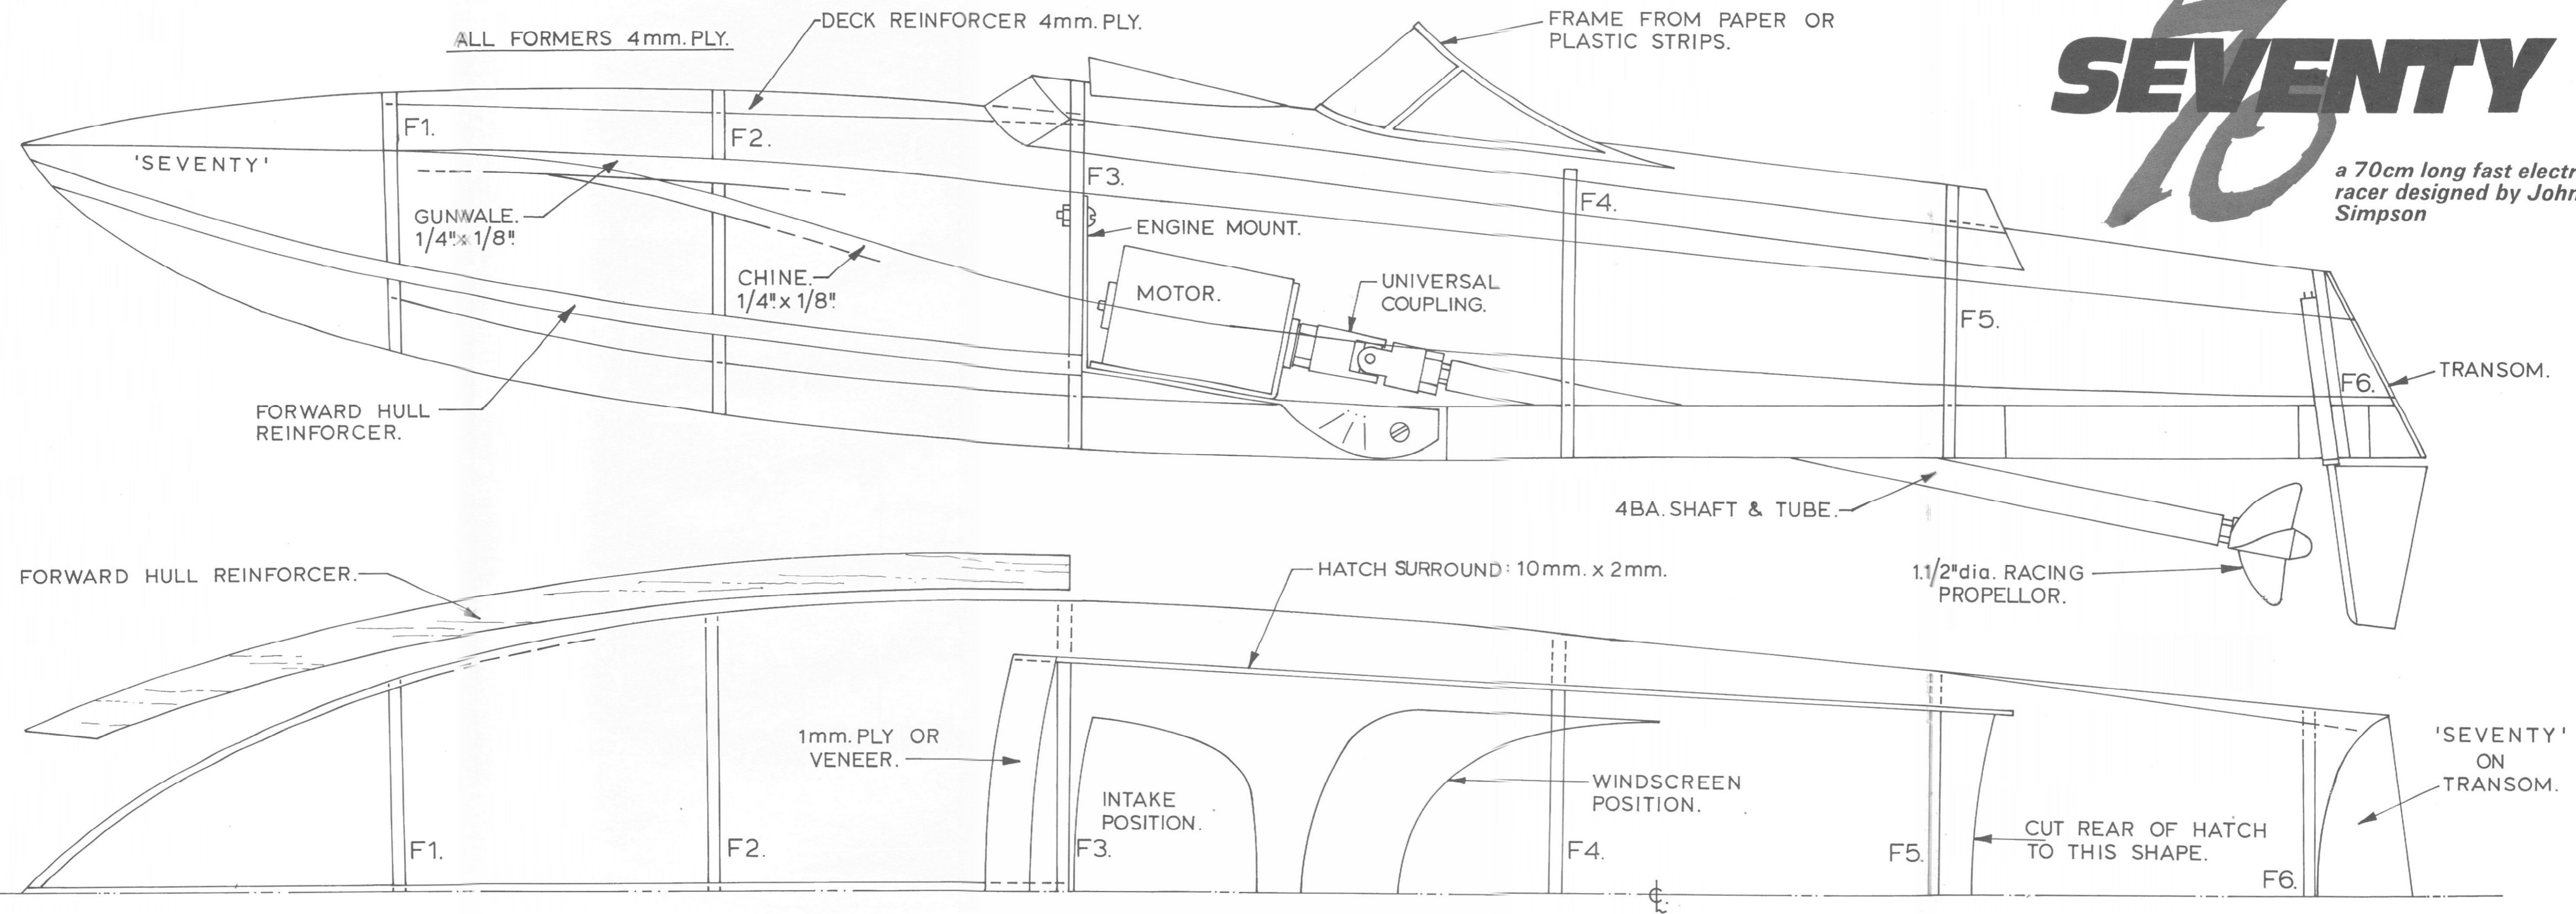 ALL FORMERS 4mm. PLY.
DECK REINFORCER 4mm. PLY.
FRAME FROM PAPER OR
PLASTIC STRIPS.
70
SEVENTY
a 70cm long fast
racer designed by John
Simpson
'SEVENTY'
F1.
F2.
F3.
F4.
F5.
F6.
GUNWALE.
1/4" x 1/8".
CHINE.
1/4" x 1/8".
ENGINE MOUNT.
MOTOR.
UNIVERSAL
COUPLING.
TRANSOM.
FORWARD HULL
REINFORCER.
4BA. SHAFT & TUBE.
1.1/2" dia. RACING
PROPELLOR.
FORWARD HULL REINFORCER.
HATCH SURROUND: 10mm. x 2mm.
1mm. PLY OR
VENEER.
INTAKE
POSITION.
WINDSCREEN
POSITION.
CUT REAR OF HATCH
TO THIS SHAPE.
'SEVENTY'
ON
TRANSOM.
F1.
F2.
F3.
F4.
F5.
F6.
℄